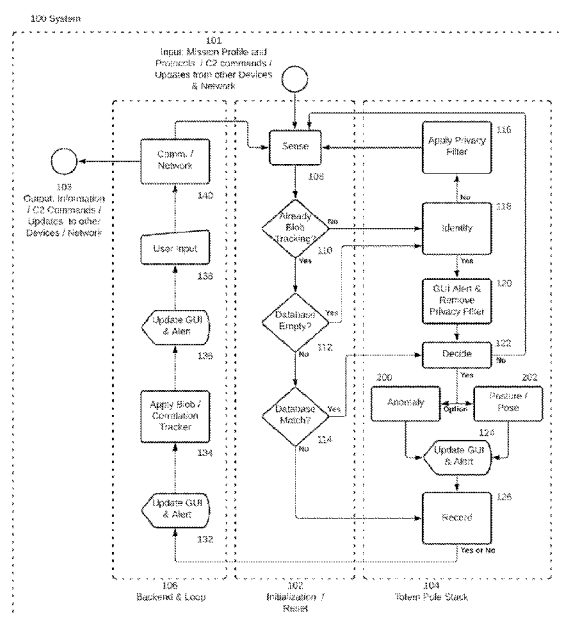 100 System
101
Input: Mission Profile and
Protocols / C2 commands /
Updates from other Devices
& Network
Comm. /
Network
140
Sense
108
Apply Privacy
Filter
116
103
Output: Information
/ C2 Commands /
Updates to other
Devices / Network
Already
Blob
Tracking?
110
No
Yes
No
Identity
118
Yes
User Input
138
GUI Alert &
Remove
Privacy Filter
120
Update GUI
& Alert
136
Database
Empty?
112
Yes
No
Decide
122
No
Yes
200
Anomaly
Option
202
Posture /
Pose
Apply Blob /
Correlation
Tracker
134
Database
Match?
114
Yes
No
124
Update GUI
& Alert
Update GUI
& Alert
132
Record
126
Yes or No
106
Backend & Loop
102
Initialization /
Reset
104
Totem Pole Stack